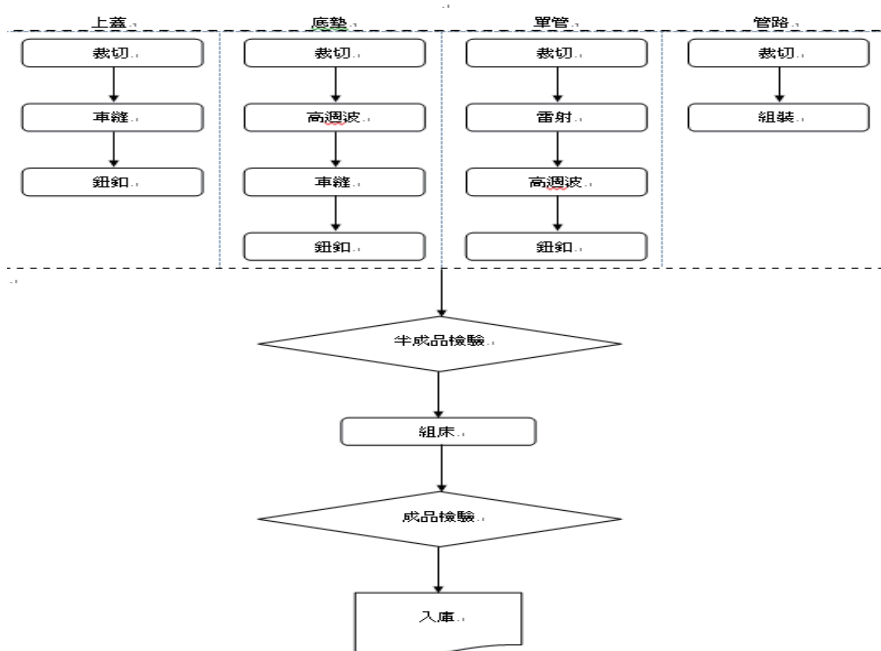 上蓋 底墊 單管 管路
裁切 裁切 裁切 裁切
車縫 高週波 雷射 組裝
鈕釦 車縫 高週波
鈕釦 鈕釦
半成品檢驗
組床
成品檢驗
入庫